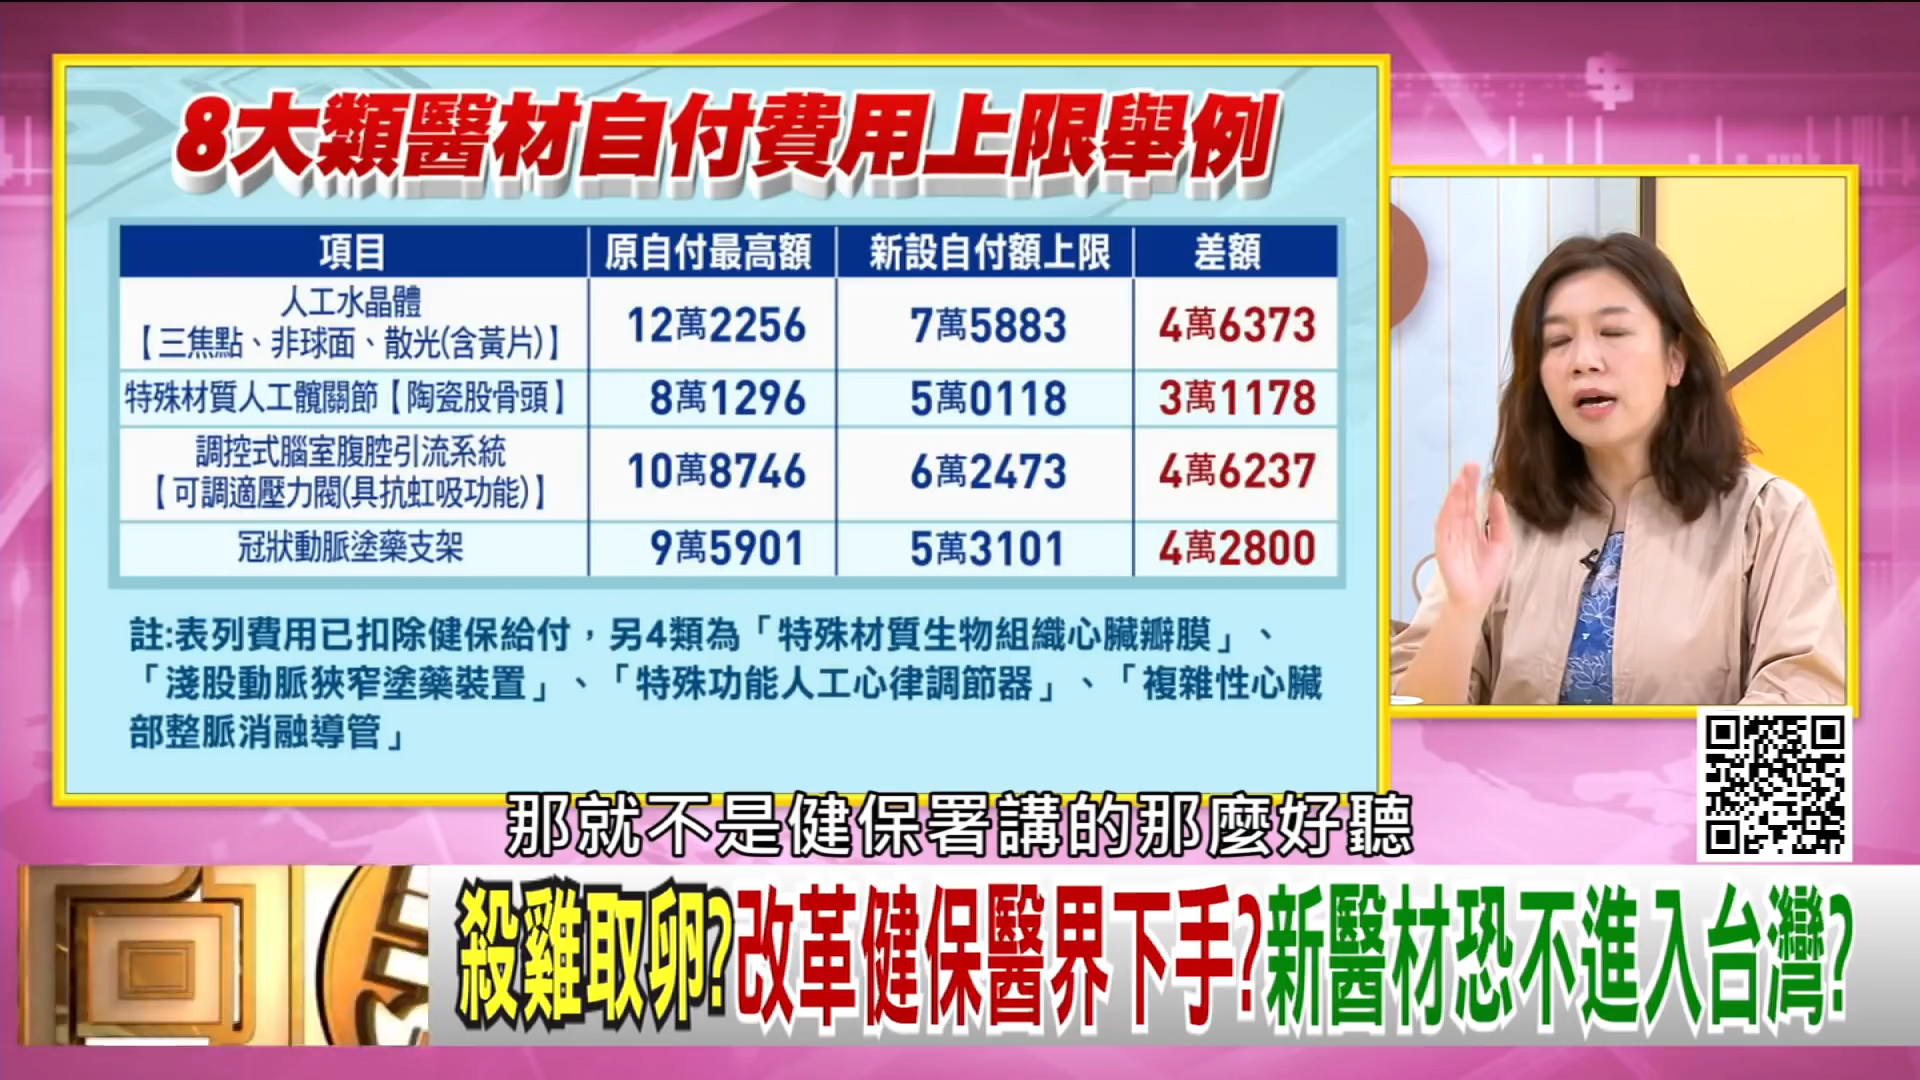 8大類醫材自付費用上限舉例
項目 原自付最高額 新設自付額上限 差額
人工水晶體
【三焦點、非球面、散光(含黃片)】 12萬2256 7萬5883 4萬6373
特殊材質人工髖關節【陶瓷股骨頭】 8萬1296 5萬0118 3萬1178
調控式腦室腹腔引流系統
【可調適壓力閥(具抗虹吸功能)】 10萬8746 6萬2473 4萬6237
冠狀動脈塗藥支架 9萬5901 5萬3101 4萬2800
註:表列費用已扣除健保給付，另4類為「特殊材質生物組織心臟瓣膜」、
「淺股動脈狹窄塗藥裝置」、「特殊功能人工心律調節器」、「複雜性心臟
部整脈消融導管」
那就不是健保署講的那麼好聽
殺雞取卵?改革健保醫界下手?新醫材恐不進入台灣?